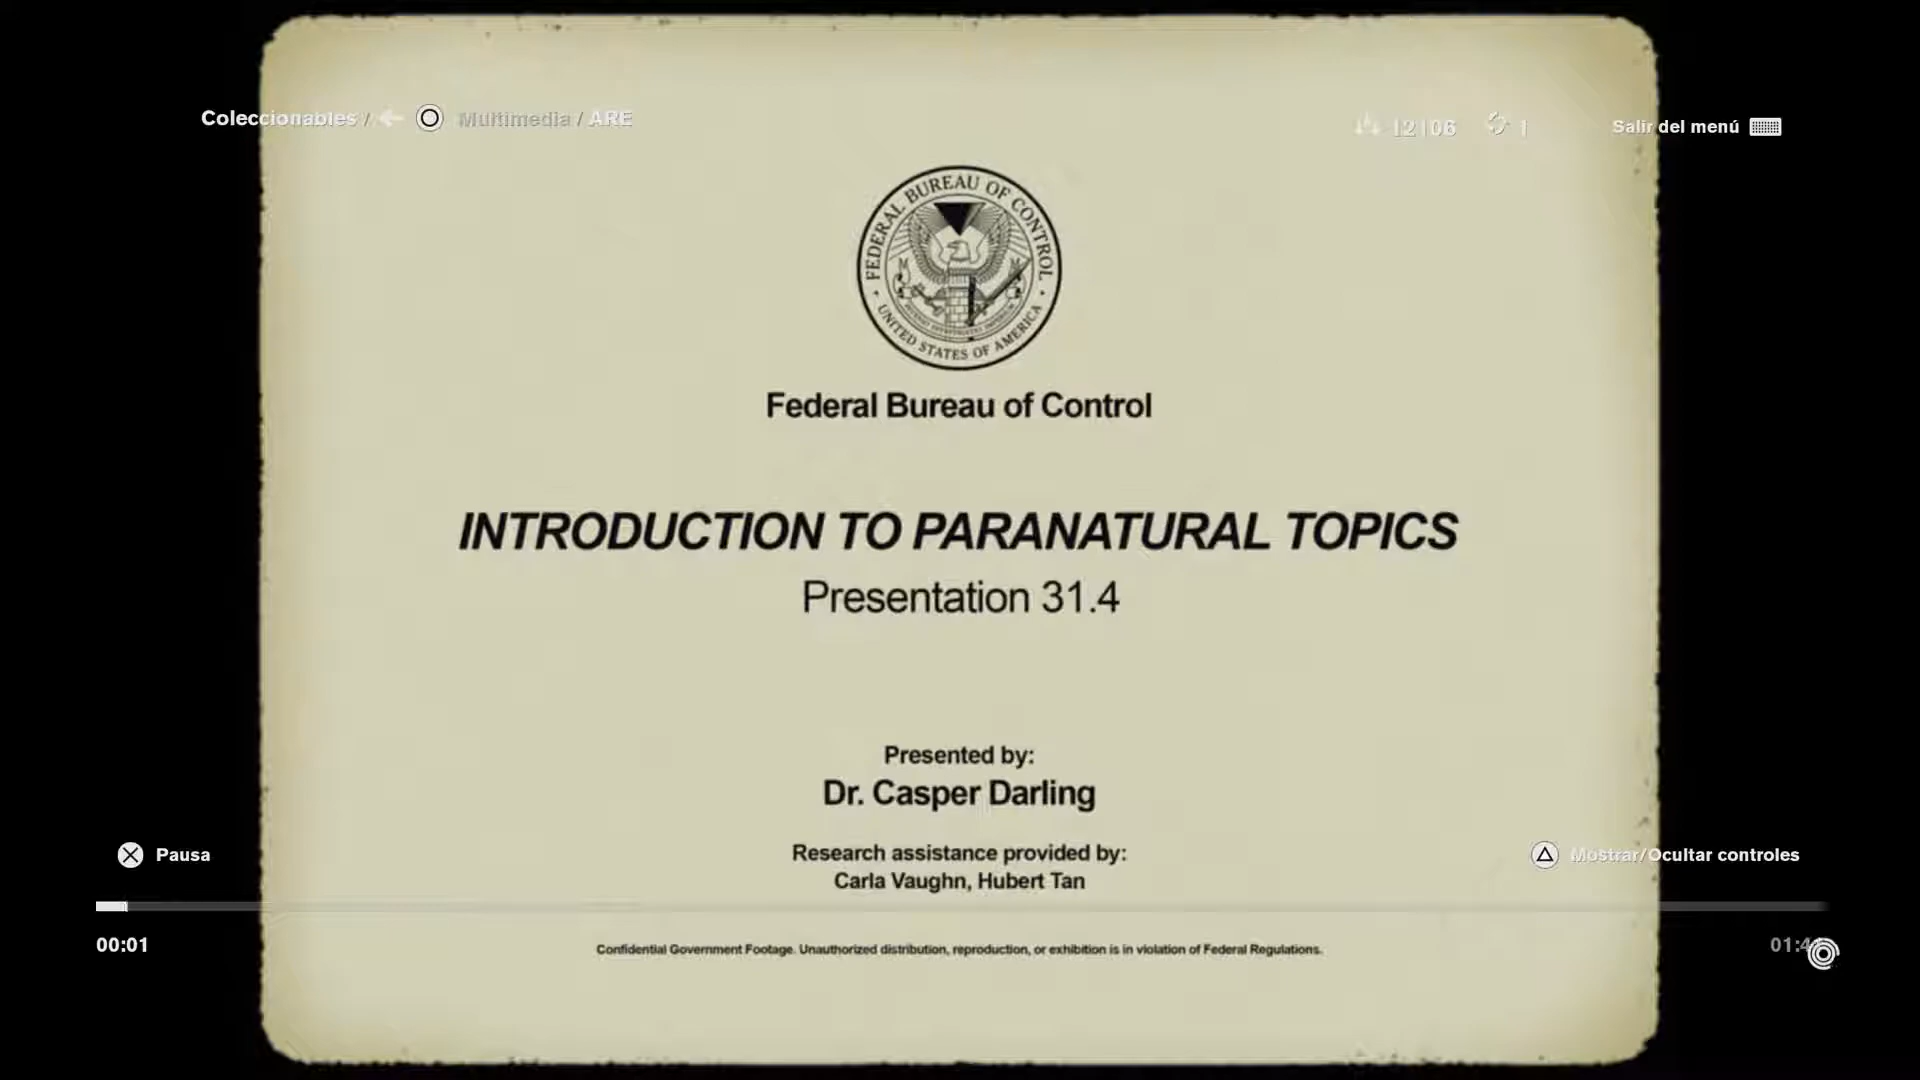 Coleccionables / Multimedia / ARE
12106 1
Salir del menú
FEDERAL BUREAU OF CONTROL
UNITED STATES OF AMERICA
Federal Bureau of Control
INTRODUCTION TO PARANATURAL TOPICS
Presentation 31.4
Presented by:
Dr. Casper Darling
Pausa
Mostrar/Ocultar controles
Research assistance provided by:
Carla Vaughn, Hubert Tan
00:01
Confidential Government Footage. Unauthorized distribution, reproduction, or exhibition is in violation of Federal Regulations.